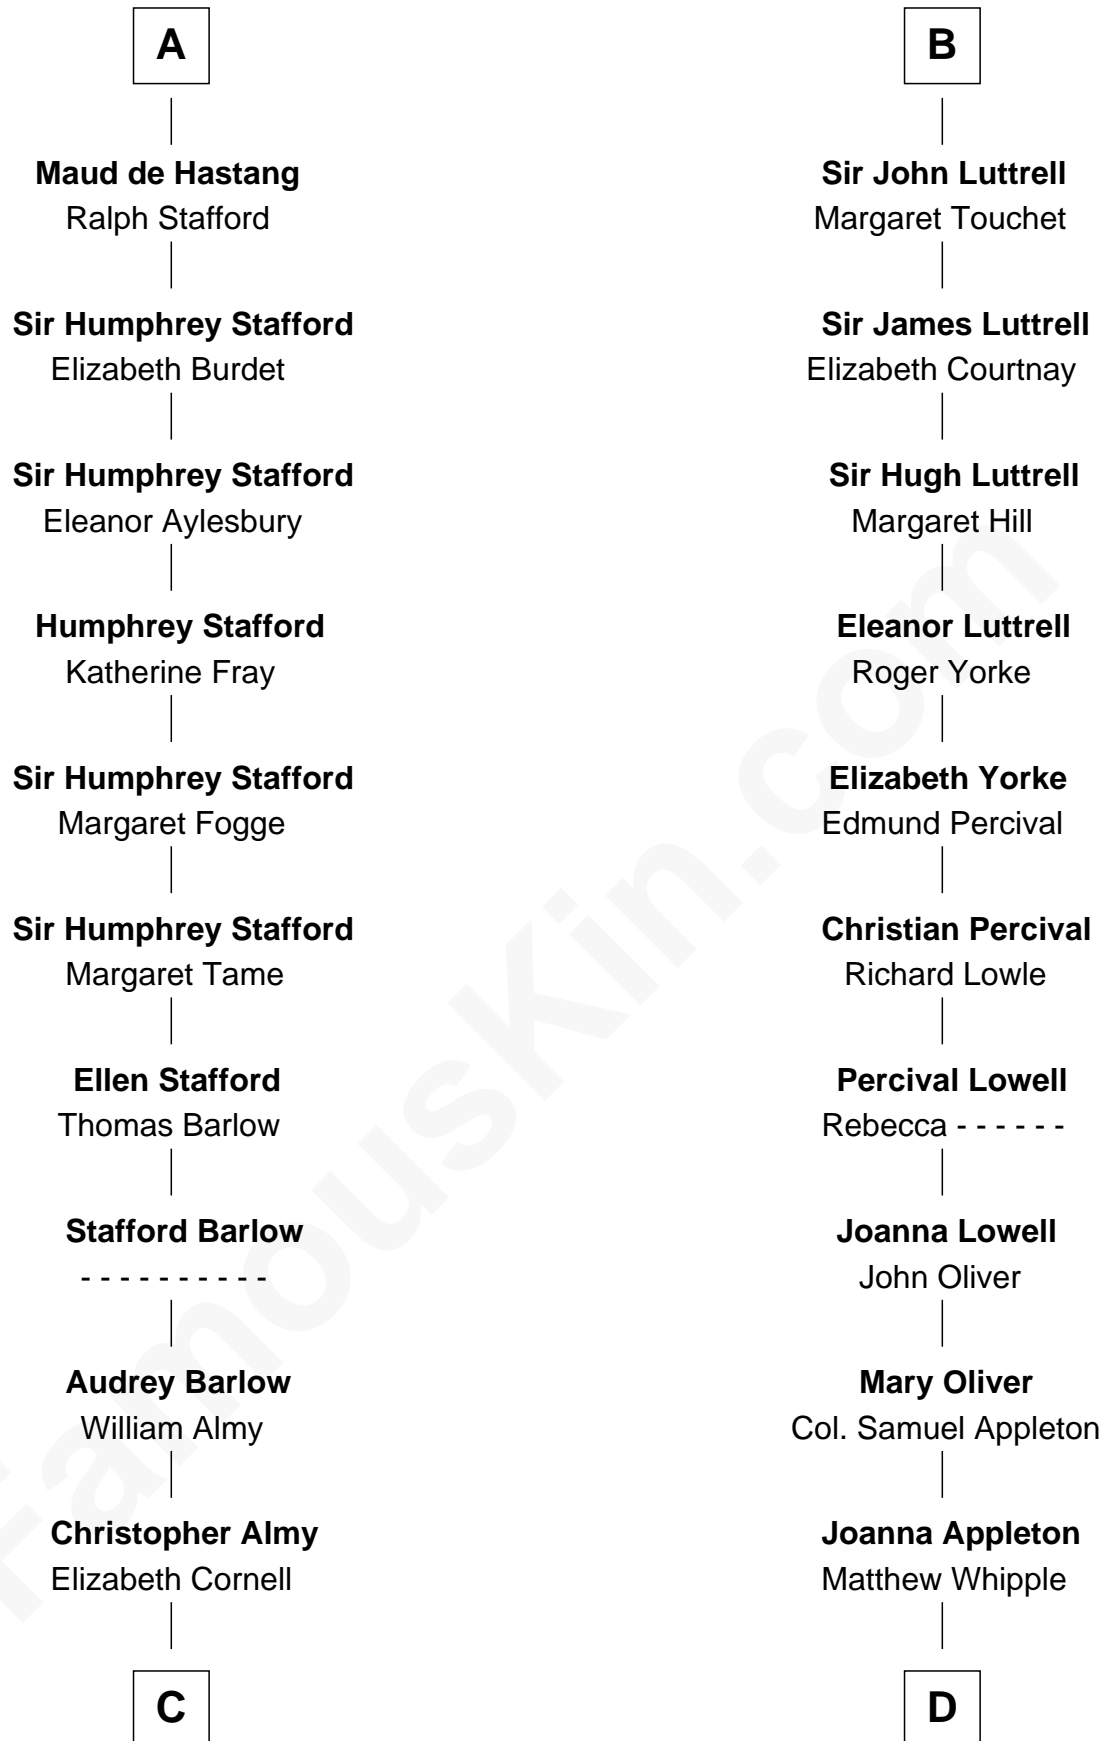 A
Maud de Hastang
Ralph Stafford
Sir Humphrey Stafford
Elizabeth Burdet
Sir Humphrey Stafford
Eleanor Aylesbury
Humphrey Stafford
Katherine Fray
Sir Humphrey Stafford
Margaret Fogge
Sir Humphrey Stafford
Margaret Tame
Ellen Stafford
Thomas Barlow
Stafford Barlow
- - - - - - - - - -
Audrey Barlow
William Almy
Christopher Almy
Elizabeth Cornell
C
B
Sir John Luttrell
Margaret Touchet
Sir James Luttrell
Elizabeth Courtnay
Sir Hugh Luttrell
Margaret Hill
Eleanor Luttrell
Roger Yorke
Elizabeth Yorke
Edmund Percival
Christian Percival
Richard Lowle
Percival Lowell
Rebecca - - - - - -
Joanna Lowell
John Oliver
Mary Oliver
Col. Samuel Appleton
Joanna Appleton
Matthew Whipple
D
FamousKin.com